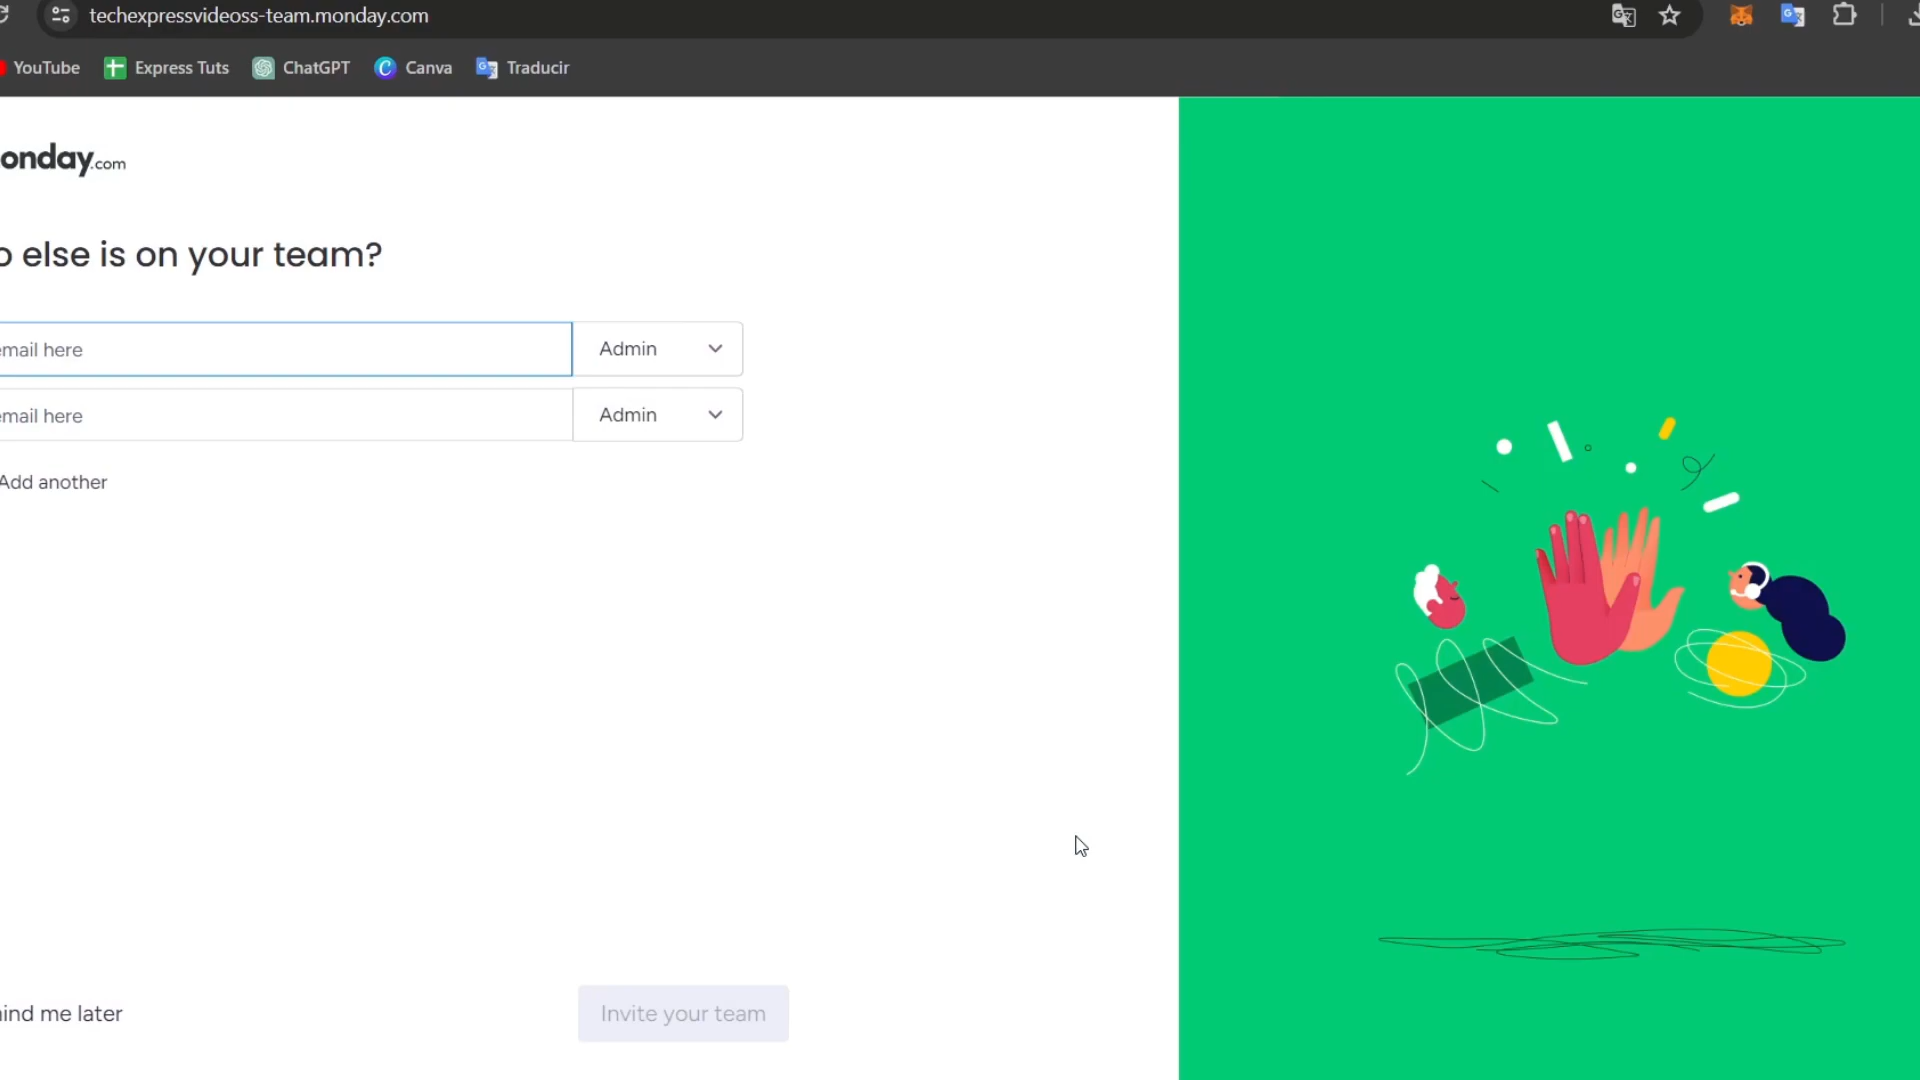 techexpressvideoss-team.monday.com
YouTube Express Tuts ChatGPT Canva Traducir
onday.com
o else is on your team?
email here Admin
email here Admin
Add another
ind me later Invite your team